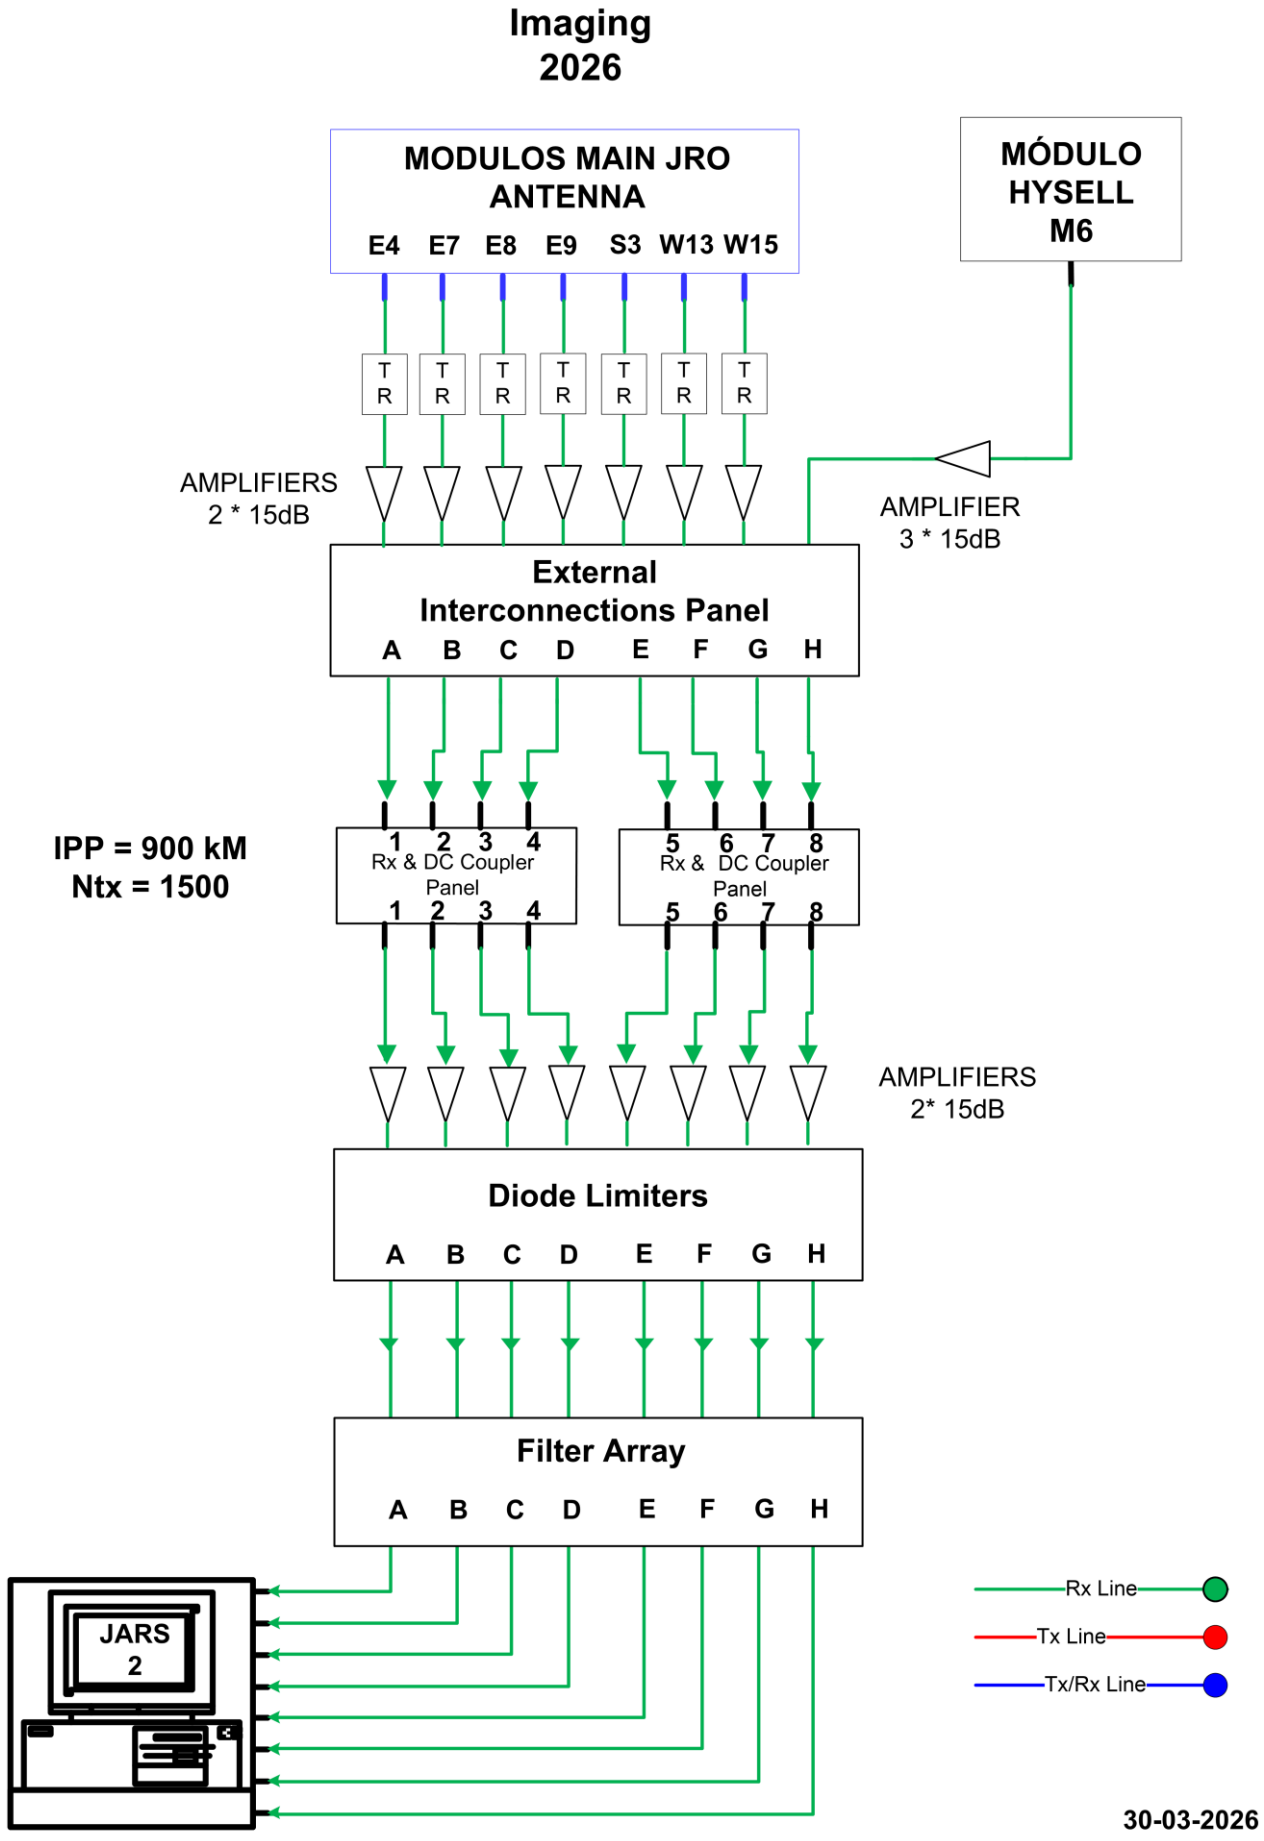 Imaging
2026
MODULOS MAIN JRO
ANTENNA
E4 E7 E8 E9 S3 W13 W15
MÓDULO
HYSELL
M6
T T T T T T T
R R R R R R R
AMPLIFIERS
2 * 15dB
AMPLIFIER
3 * 15dB
External
Interconnections Panel
A B C D E F G H
IPP = 900 kM
Ntx = 1500
1 2 3 4
Rx & DC Coupler
Panel
1 2 3 4
5 6 7 8
Rx & DC Coupler
Panel
5 6 7 8
AMPLIFIERS
2* 15dB
Diode Limiters
A B C D E F G H
Filter Array
A B C D E F G H
JARS
2
Rx Line
Tx Line
Tx/Rx Line
30-03-2026